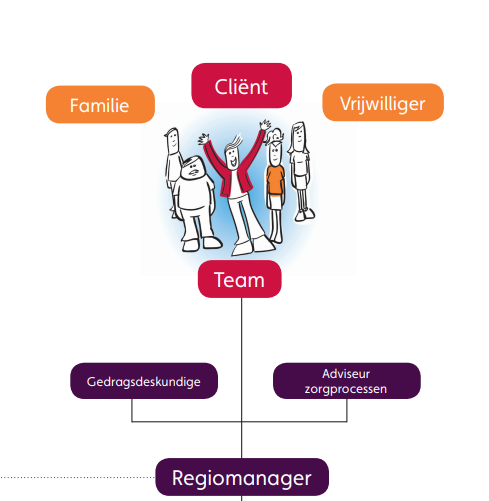 Cliënt
Familie
Vrijwilliger
Team
Gedragsdeskundige
Adviseur
zorgprocessen
Regiomanager